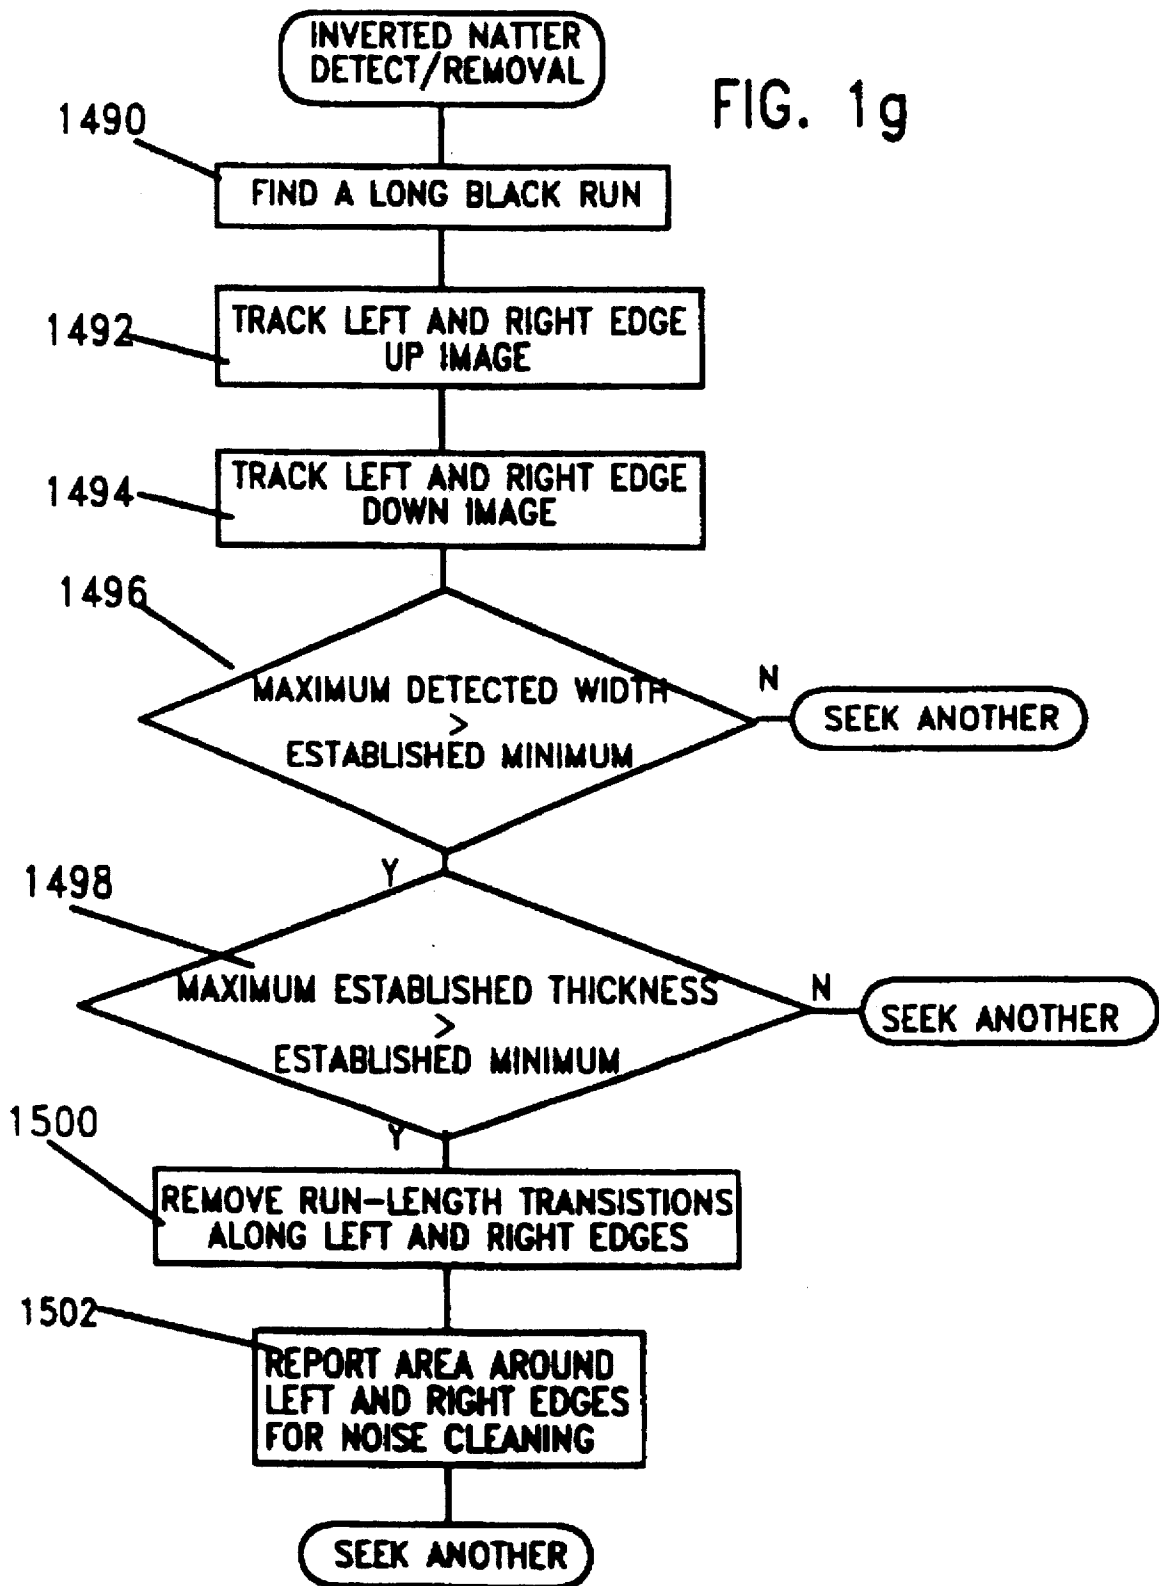 INVERTED NATTER
DETECT/REMOVAL
FIG. 1g
1490
FIND A LONG BLACK RUN
1492
TRACK LEFT AND RIGHT EDGE
UP IMAGE
1494
TRACK LEFT AND RIGHT EDGE
DOWN IMAGE
1496
MAXIMUM DETECTED WIDTH
>
ESTABLISHED MINIMUM
N
SEEK ANOTHER
Y
1498
MAXIMUM ESTABLISHED THICKNESS
>
ESTABLISHED MINIMUM
N
SEEK ANOTHER
Y
1500
REMOVE RUN-LENGTH TRANSISTIONS
ALONG LEFT AND RIGHT EDGES
1502
REPORT AREA AROUND
LEFT AND RIGHT EDGES
FOR NOISE CLEANING
SEEK ANOTHER